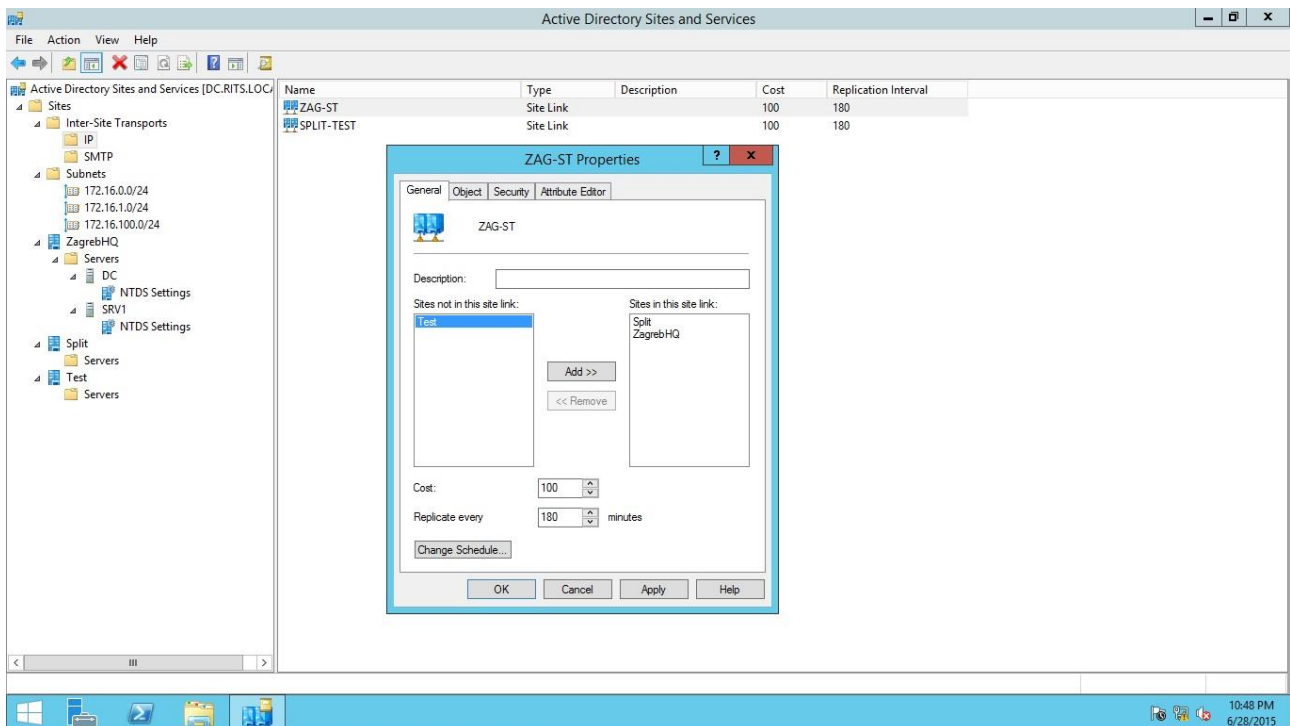 Active Directory Sites and Services
File Action View Help
Active Directory Sites and Services [DC.RITS.LOCA
Sites
Inter-Site Transports
IP
SMTP
Subnets
172.16.0.0/24
172.16.1.0/24
172.16.100.0/24
ZagrebHQ
Servers
DC
NTDS Settings
SRV1
NTDS Settings
Split
Servers
Test
Servers
Name Type Description Cost Replication Interval
ZAG-ST Site Link 100 180
SPLIT-TEST Site Link 100 180
ZAG-ST Properties
General Object Security Attribute Editor
ZAG-ST
Description:
Sites not in this site link: Sites in this site link:
Test
Split
ZagrebHQ
Add >>
<< Remove
Cost: 100
Replicate every 180 minutes
Change Schedule...
OK Cancel Apply Help
10:48 PM
6/28/2015